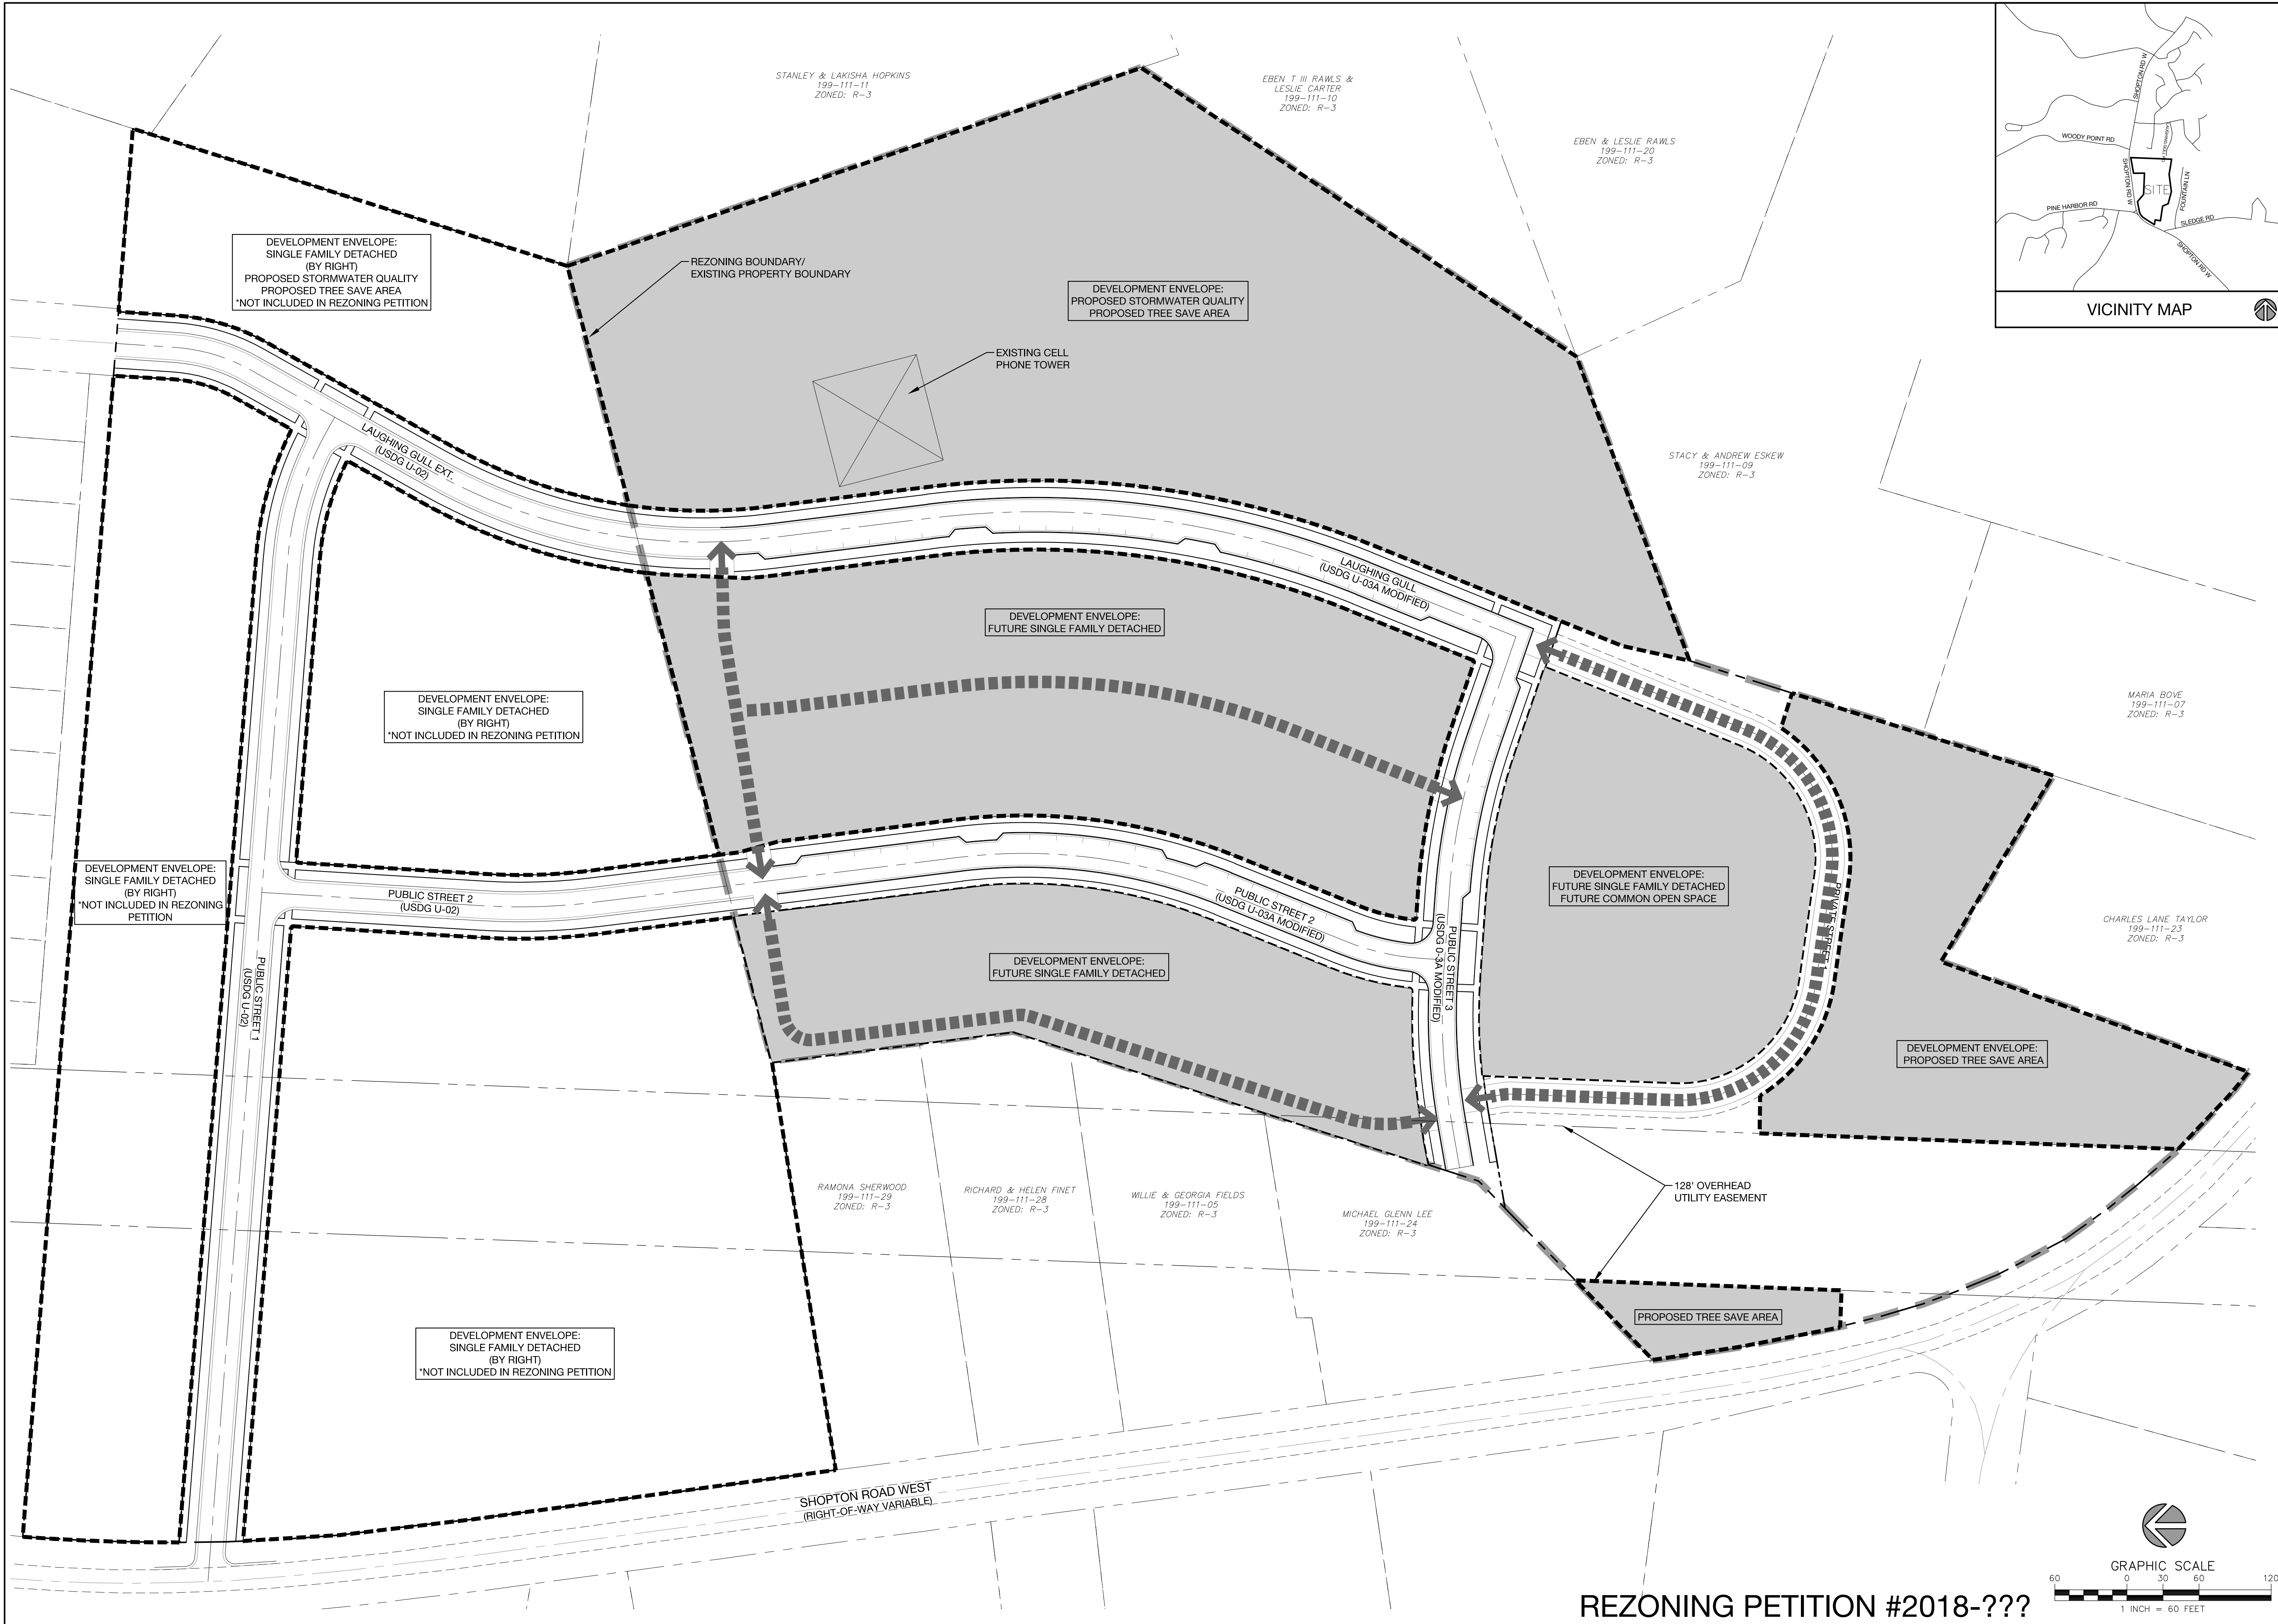 STANLEY & LAKISHA HOPKINS
199-111-11
ZONED: R-3
EBEN T III RAWLS &
LESLIE CARTER
199-111-10
ZONED: R-3
EBEN & LESLIE RAWLS
199-111-20
ZONED: R-3
SHOPTON RD W
WOODY POINT RD
LAUGHING GULL
SHOPTON RD W
SITE
FOUNTAIN LN
PINE HARBOR RD
SLEDGE RD
SHOPTON RD W
VICINITY MAP
DEVELOPMENT ENVELOPE:
SINGLE FAMILY DETACHED
(BY RIGHT)
PROPOSED STORMWATER QUALITY
PROPOSED TREE SAVE AREA
*NOT INCLUDED IN REZONING PETITION
REZONING BOUNDARY/
EXISTING PROPERTY BOUNDARY
DEVELOPMENT ENVELOPE:
PROPOSED STORMWATER QUALITY
PROPOSED TREE SAVE AREA
EXISTING CELL
PHONE TOWER
LAUGHING GULL EXT.
(USDG U-02)
STACY & ANDREW ESKEW
199-111-09
ZONED: R-3
LAUGHING GULL
(USDG U-03A MODIFIED)
DEVELOPMENT ENVELOPE:
FUTURE SINGLE FAMILY DETACHED
DEVELOPMENT ENVELOPE:
SINGLE FAMILY DETACHED
(BY RIGHT)
*NOT INCLUDED IN REZONING PETITION
MARIA BOVE
199-111-07
ZONED: R-3
DEVELOPMENT ENVELOPE:
SINGLE FAMILY DETACHED
(BY RIGHT)
*NOT INCLUDED IN REZONING
PETITION
PUBLIC STREET 2
(USDG U-02)
PUBLIC STREET 2
(USDG U-03A MODIFIED)
DEVELOPMENT ENVELOPE:
FUTURE SINGLE FAMILY DETACHED
FUTURE COMMON OPEN SPACE
PRIVATE STREET 1
CHARLES LANE TAYLOR
199-111-23
ZONED: R-3
PUBLIC STREET 1
(USDG U-02)
DEVELOPMENT ENVELOPE:
FUTURE SINGLE FAMILY DETACHED
PUBLIC STREET 3
(USDG 0-3A MODIFIED)
DEVELOPMENT ENVELOPE:
PROPOSED TREE SAVE AREA
RAMONA SHERWOOD
199-111-29
ZONED: R-3
RICHARD & HELEN FINET
199-111-28
ZONED: R-3
WILLIE & GEORGIA FIELDS
199-111-05
ZONED: R-3
MICHAEL GLENN LEE
199-111-24
ZONED: R-3
128' OVERHEAD
UTILITY EASEMENT
PROPOSED TREE SAVE AREA
DEVELOPMENT ENVELOPE:
SINGLE FAMILY DETACHED
(BY RIGHT)
*NOT INCLUDED IN REZONING PETITION
SHOPTON ROAD WEST
(RIGHT-OF-WAY VARIABLE)
GRAPHIC SCALE
60 0 30 60 120
1 INCH = 60 FEET
REZONING PETITION #2018-???